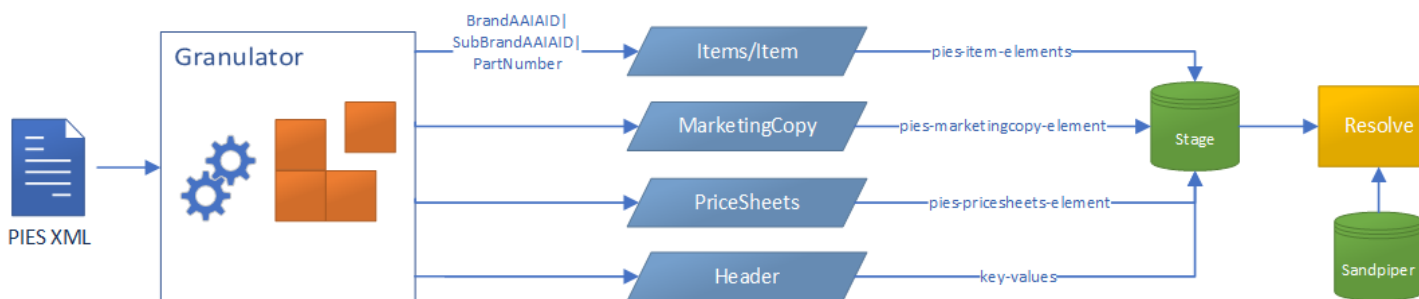 PIES XML
Granulator
BrandAAIAID|
SubBrandAAIAID|
PartNumber
Items/Item
pies-item-elements
MarketingCopy
pies-marketingcopy-element
PriceSheets
pies-pricesheets-element
Header
key-values
Stage
Resolve
Sandpiper